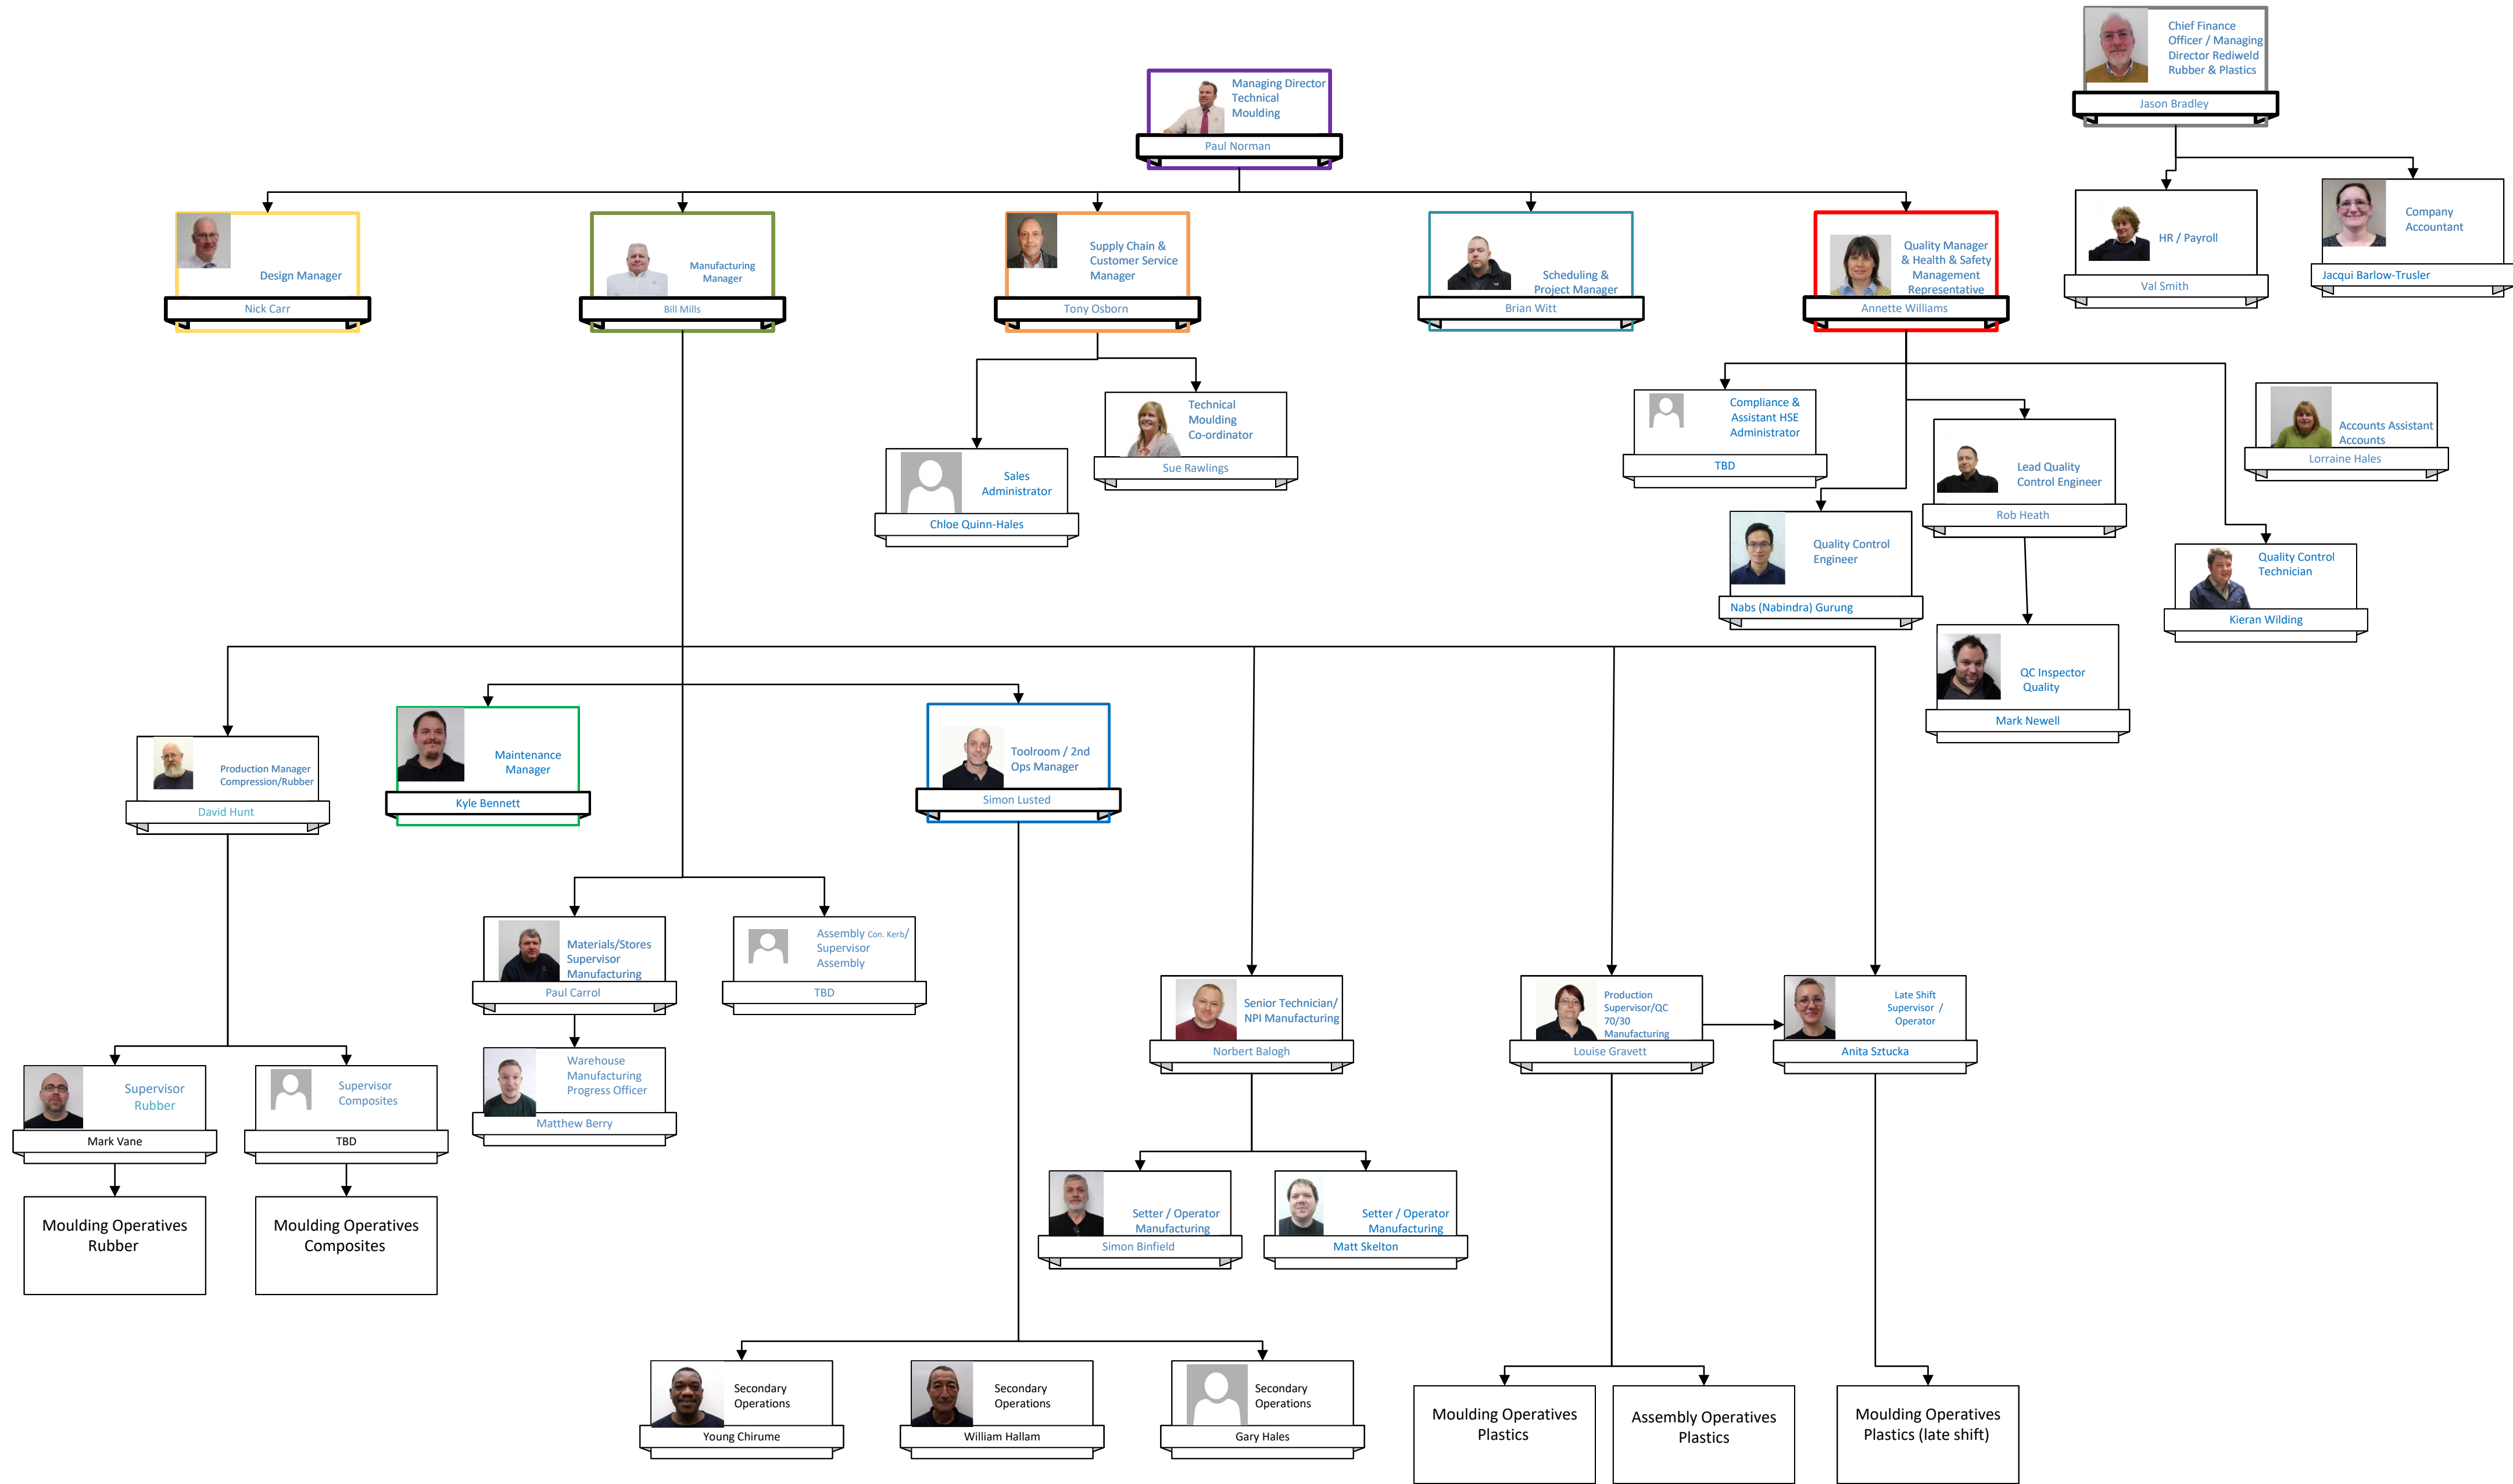 Chief Finance
Officer / Managing
Director Rediweld
Rubber & Plastics
Jason Bradley
Managing Director
Technical
Moulding
Paul Norman
Design Manager
Nick Carr
Manufacturing
Manager
Bill Mills
Supply Chain &
Customer Service
Manager
Tony Osborn
Scheduling &
Project Manager
Brian Witt
Quality Manager
& Health & Safety
Management
Representative
Annette Williams
HR / Payroll
Val Smith
Company
Accountant
Jacqui Barlow-Trusler
Sales
Administrator
Chloe Quinn-Hales
Technical
Moulding
Co-ordinator
Sue Rawlings
Compliance &
Assistant HSE
Administrator
TBD
Quality Control
Engineer
Nabs (Nabindra) Gurung
Lead Quality
Control Engineer
Rob Heath
Accounts Assistant
Accounts
Lorraine Hales
Quality Control
Technician
Kieran Wilding
QC Inspector
Quality
Mark Newell
Production Manager
Compression/Rubber
David Hunt
Maintenance
Manager
Kyle Bennett
Toolroom / 2nd
Ops Manager
Simon Lusted
Materials/Stores
Supervisor
Manufacturing
Paul Carrol
Assembly Con. Kerb/
Supervisor
Assembly
TBD
Senior Technician/
NPI Manufacturing
Norbert Balogh
Production
Supervisor/QC
70/30
Manufacturing
Louise Gravett
Late Shift
Supervisor /
Operator
Anita Sztucka
Supervisor
Rubber
Mark Vane
Supervisor
Composites
TBD
Warehouse
Manufacturing
Progress Officer
Matthew Berry
Moulding Operatives
Rubber
Moulding Operatives
Composites
Setter / Operator
Manufacturing
Simon Binfield
Setter / Operator
Manufacturing
Matt Skelton
Secondary
Operations
Young Chirume
Secondary
Operations
William Hallam
Secondary
Operations
Gary Hales
Moulding Operatives
Plastics
Assembly Operatives
Plastics
Moulding Operatives
Plastics (late shift)